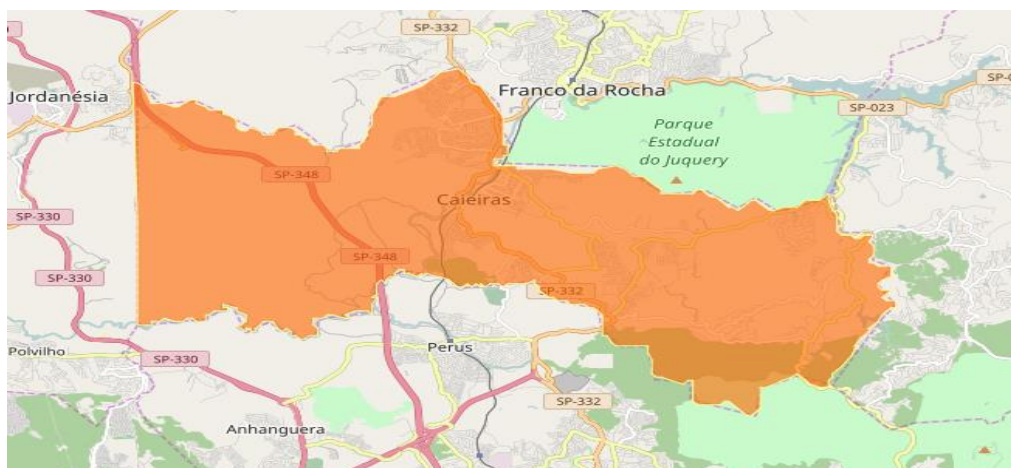 SP-332
Jordanésia
Franco da Rocha
SP-0
SP-023
Parque
Estadual
do Juquery
SP-348
Caieiras
SP-330
SP-348
SP-330
SP-332
Perus
Polvilho
SP-330
SP-332
Anhanguera